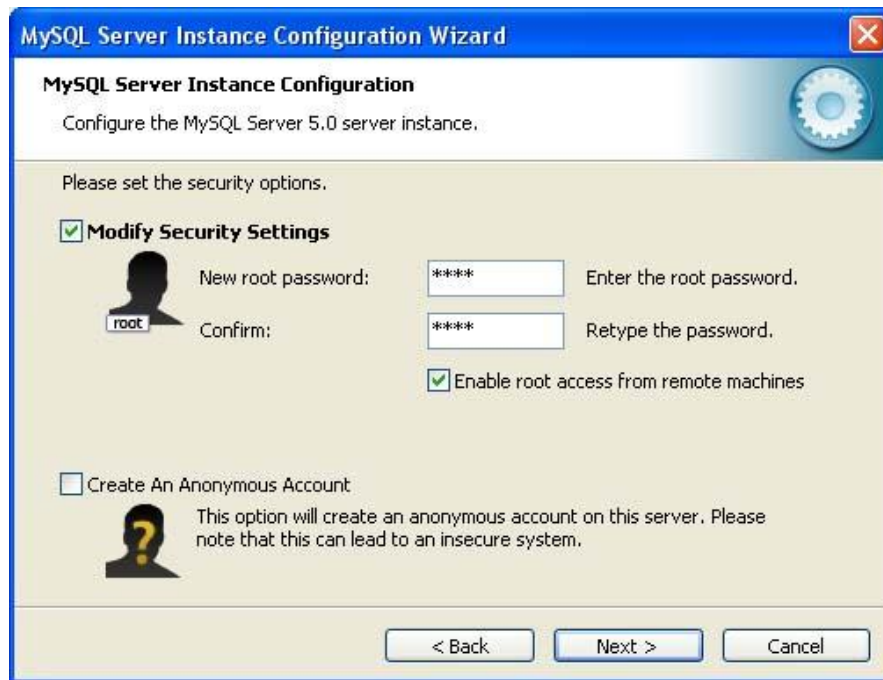 MySQL Server Instance Configuration Wizard
MySQL Server Instance Configuration
Configure the MySQL Server 5.0 server instance.
Please set the security options.
Modify Security Settings
New root password: **** Enter the root password.
root
Confirm: **** Retype the password.
Enable root access from remote machines
Create An Anonymous Account
This option will create an anonymous account on this server. Please
note that this can lead to an insecure system.
?
< Back Next > Cancel